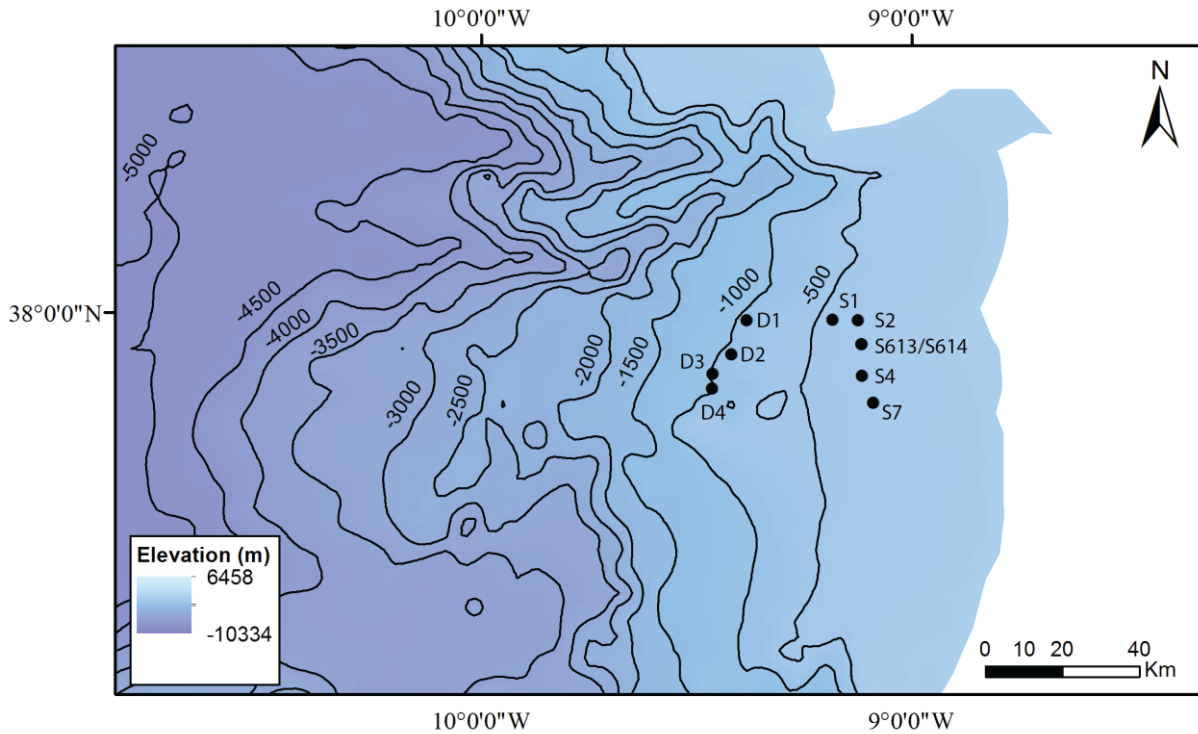 10°0'0"W 9°0'0"W
N
-5000
38°0'0"N
-4500
-4000
-3500
-3000
-2500
-2000
-1500
-1000
-500
S1
D1
S2
D2
S613/S614
D3
S4
D4
S7
Elevation (m)
6458
-10334
0 10 20 40
Km
10°0'0"W 9°0'0"W